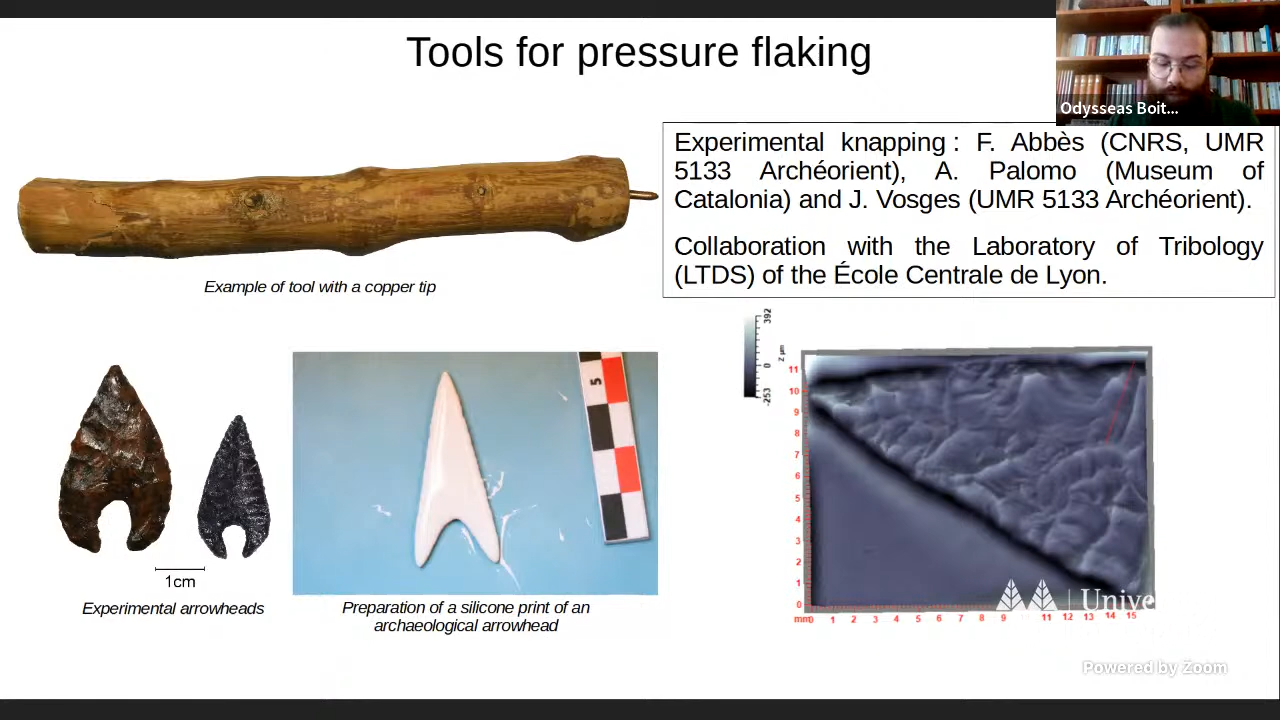 Tools for pressure flaking
Odysseas Boit...
Experimental knapping : F. Abbès (CNRS, UMR
5133 Archéorient), A. Palomo (Museum of
Catalonia) and J. Vosges (UMR 5133 Archéorient).
Collaboration with the Laboratory of Tribology
(LTDS) of the École Centrale de Lyon.
Example of tool with a copper tip
1cm
Experimental arrowheads
5
Preparation of a silicone print of an
archaeological arrowhead
392
0
-253
Z µm
11
10
9
8
7
6
5
4
3
2
1
0
mm 0 1 2 3 4 5 6 7 8 9 11 12 13 14 15
Unive
Powered by Zoom